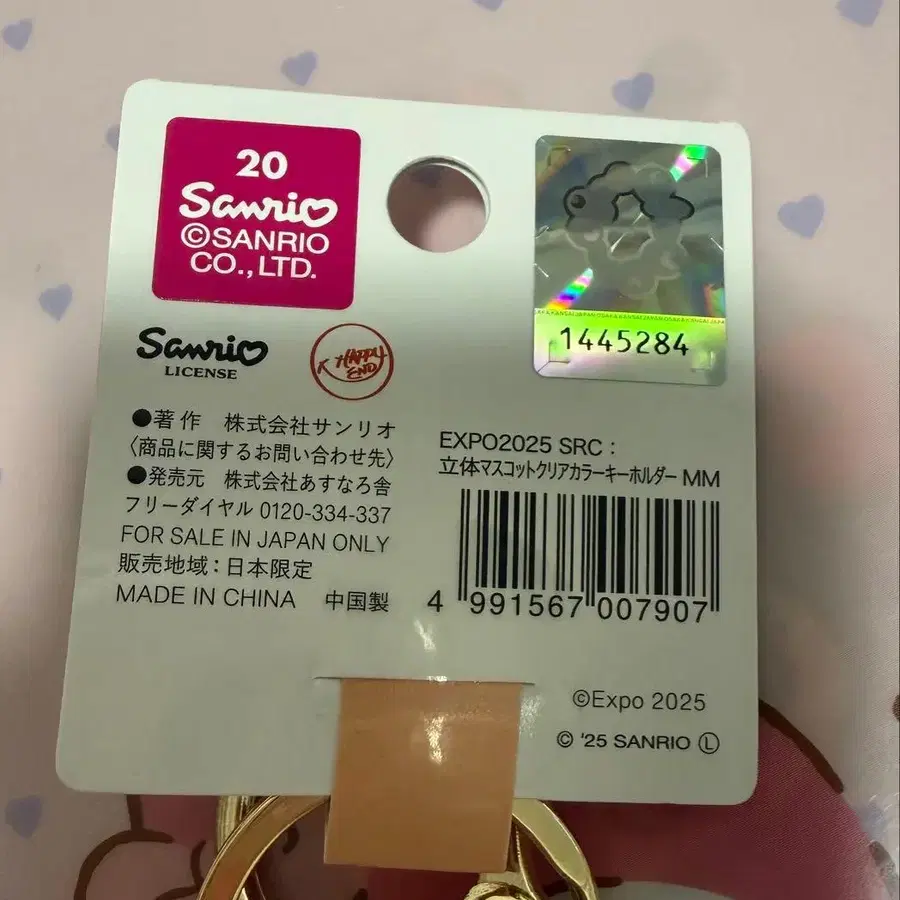 20
Sanrio
©SANRIO
CO., LTD.
Sanrio
LICENSE
HAPPY
END
●著作 株式会社サンリオ
〈商品に関するお問い合わせ先〉
●発売元 株式会社あすなろ舎
フリーダイヤル 0120-334-337
FOR SALE IN JAPAN ONLY
販売地域：日本限定
MADE IN CHINA 中国製
1445284
EXPO2025 SRC：
立体マスコットクリアカラーキーホルダー MM
4 991567 007907
©Expo 2025
© '25 SANRIO Ⓛ